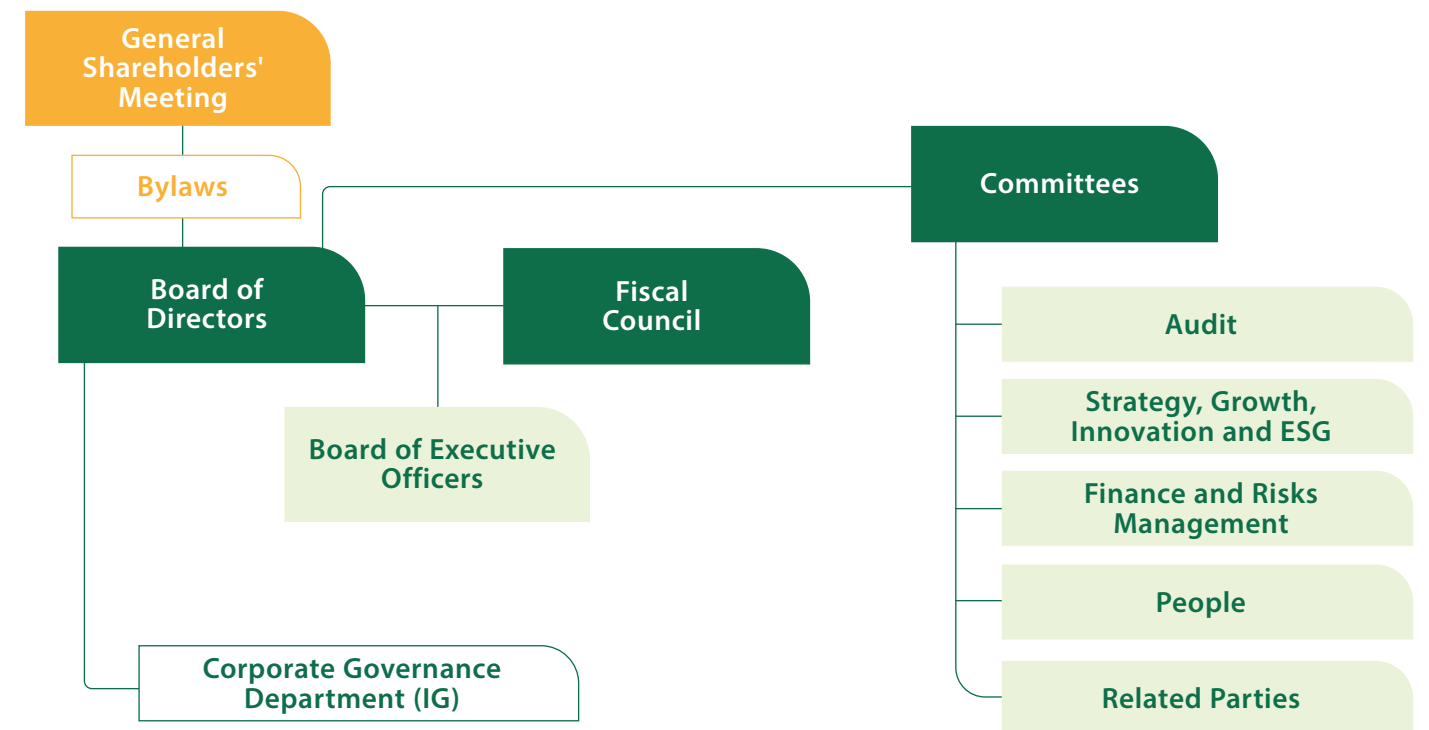 General
Shareholders'
Meeting
Bylaws
Committees
Board of
Directors
Fiscal
Council
Audit
Strategy, Growth,
Innovation and ESG
Board of Executive
Officers
Finance and Risks
Management
People
Corporate Governance
Department (IG)
Related Parties